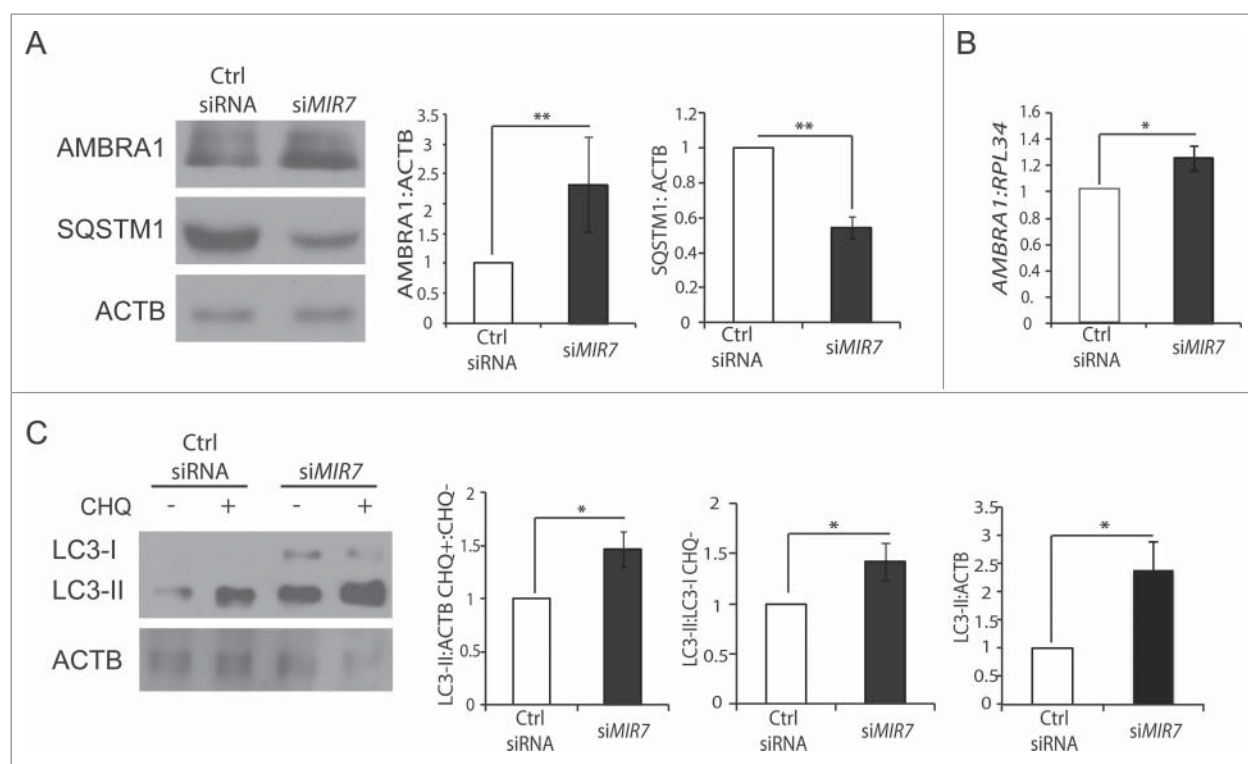 A
Ctrl
siRNA
siMIR7
AMBRA1
SQSTM1
ACTB
AMBRA1:ACTB
3.5
3
2.5
2
1.5
1
0.5
0
**
Ctrl
siRNA
siMIR7
SQSTM1: ACTB
1.2
1
0.8
0.6
0.4
0.2
0
**
Ctrl
siRNA
siMIR7
B
AMBRA1:RPL34
1.6
1.4
1.2
1
0.8
0.6
0.4
0.2
0
*
Ctrl
siRNA
siMIR7
C
Ctrl
siRNA
siMIR7
CHQ - + - +
LC3-I
LC3-II
ACTB
LC3-II:ACTB CHQ+:CHQ-
2
1.5
1
0.5
0
*
Ctrl
siRNA
siMIR7
LC3-II:LC3-I CHQ-
2
1.5
1
0.5
0
*
Ctrl
siRNA
siMIR7
LC3-II:ACTB
3.5
3
2.5
2
1.5
1
0.5
0
*
Ctrl
siRNA
siMIR7